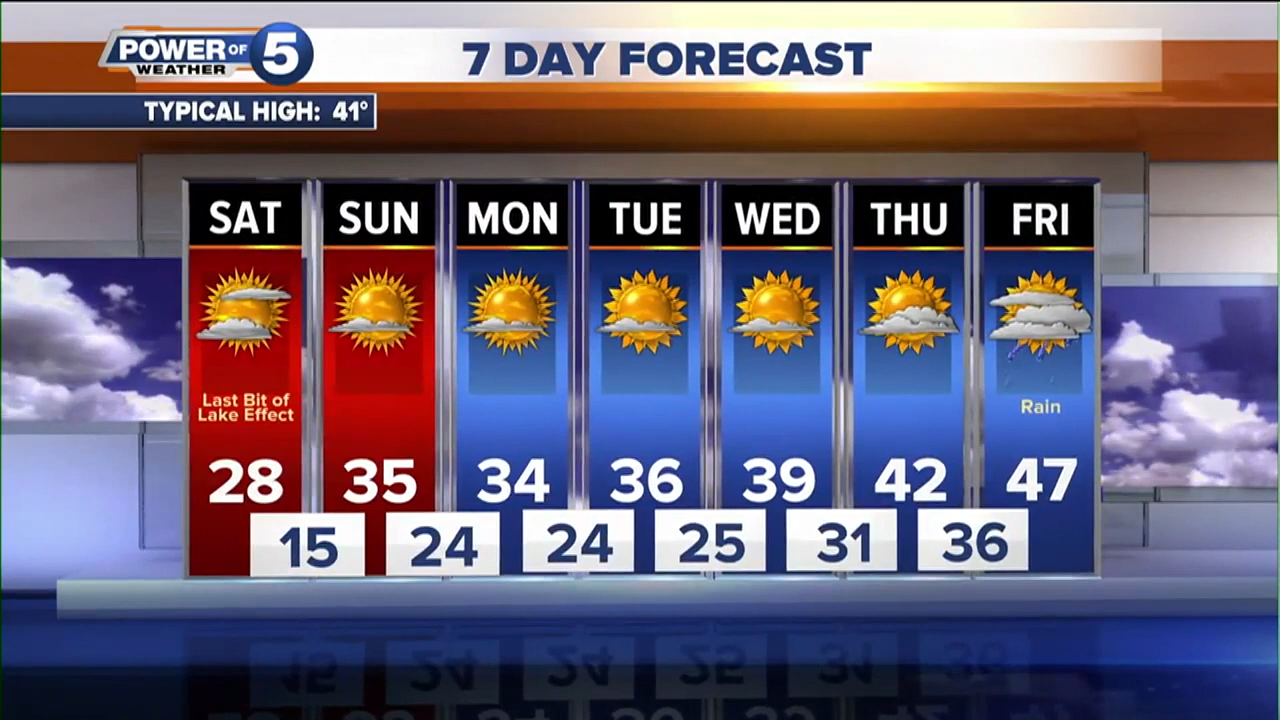 POWER OF 5
WEATHER
7 DAY FORECAST
TYPICAL HIGH: 41°
SAT SUN MON TUE WED THU FRI
Last Bit of
Lake Effect
Rain
28 35 34 36 39 42 47
15 24 24 25 31 36